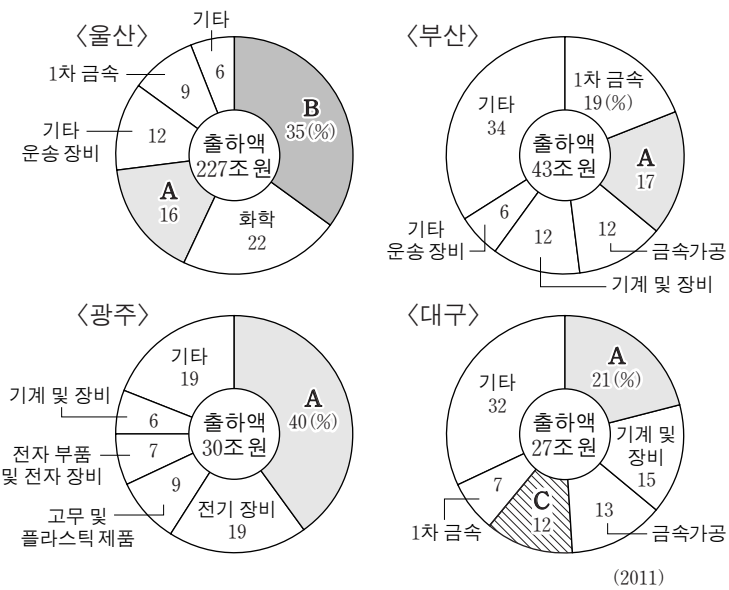 〈울산〉
기타
6
1차 금속
9
기타
운송 장비
12
A
16
화학
22
B
35(%)
출하액
227조 원
〈부산〉
1차 금속
19(%)
A
17
12
금속가공
12
기계 및 장비
6
기타
운송 장비
기타
34
출하액
43조 원
〈광주〉
기타
19
기계 및 장비
6
전자 부품
및 전자 장비
7
고무 및
플라스틱 제품
9
전기 장비
19
A
40(%)
출하액
30조 원
〈대구〉
A
21(%)
기계 및
장비
15
13
금속가공
C
12
7
1차 금속
기타
32
출하액
27조 원
(2011)